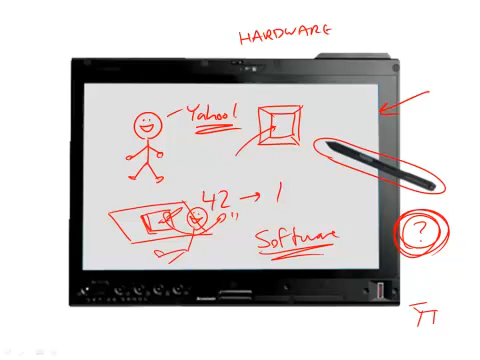 HARDWARE
Yahoo!
42 → 1
Software
?